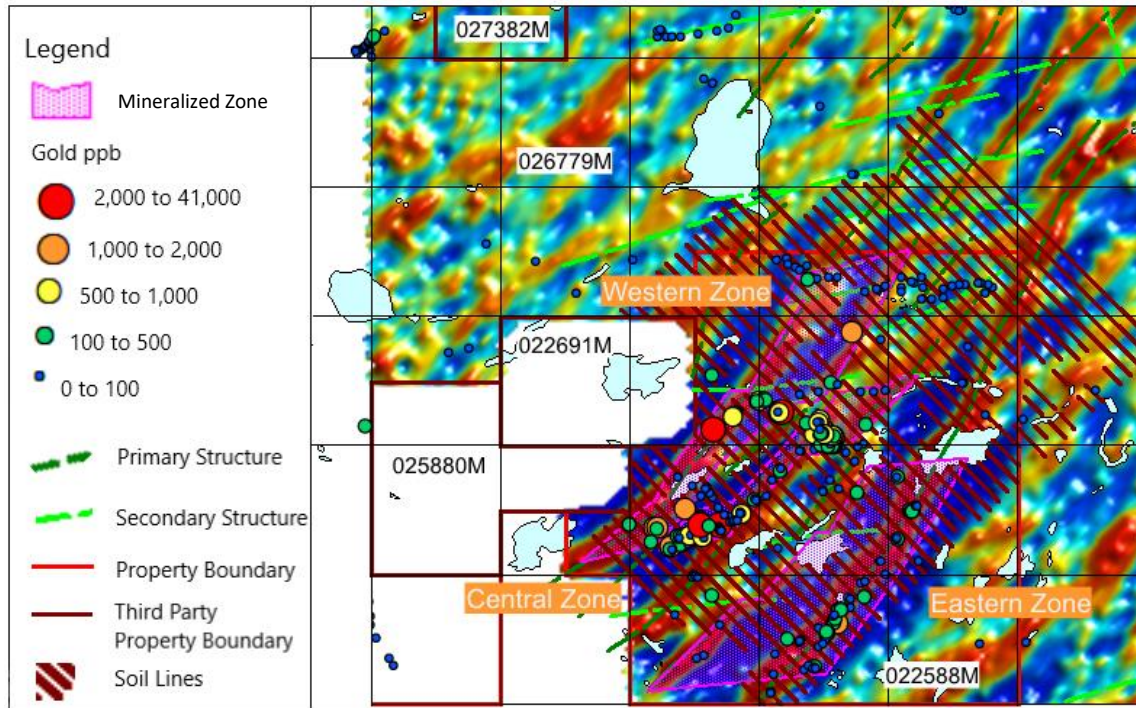 Legend
Mineralized Zone
Gold ppb
2,000 to 41,000
1,000 to 2,000
500 to 1,000
100 to 500
0 to 100
Primary Structure
Secondary Structure
Property Boundary
Third Party
Property Boundary
Soil Lines
027382M
026779M
Western Zone
022691M
025880M
Central Zone
Eastern Zone
022588M